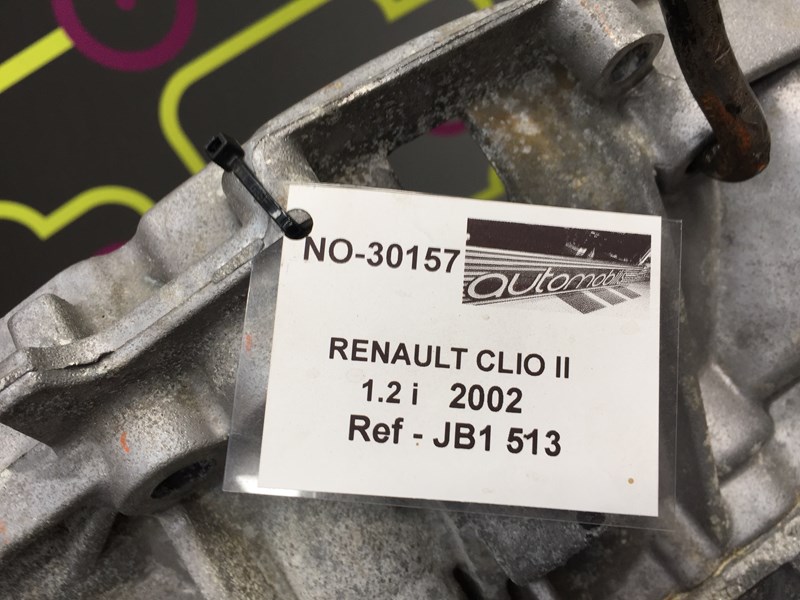 NO-30157
automobile
RENAULT CLIO II
1.2 i 2002
Ref - JB1 513